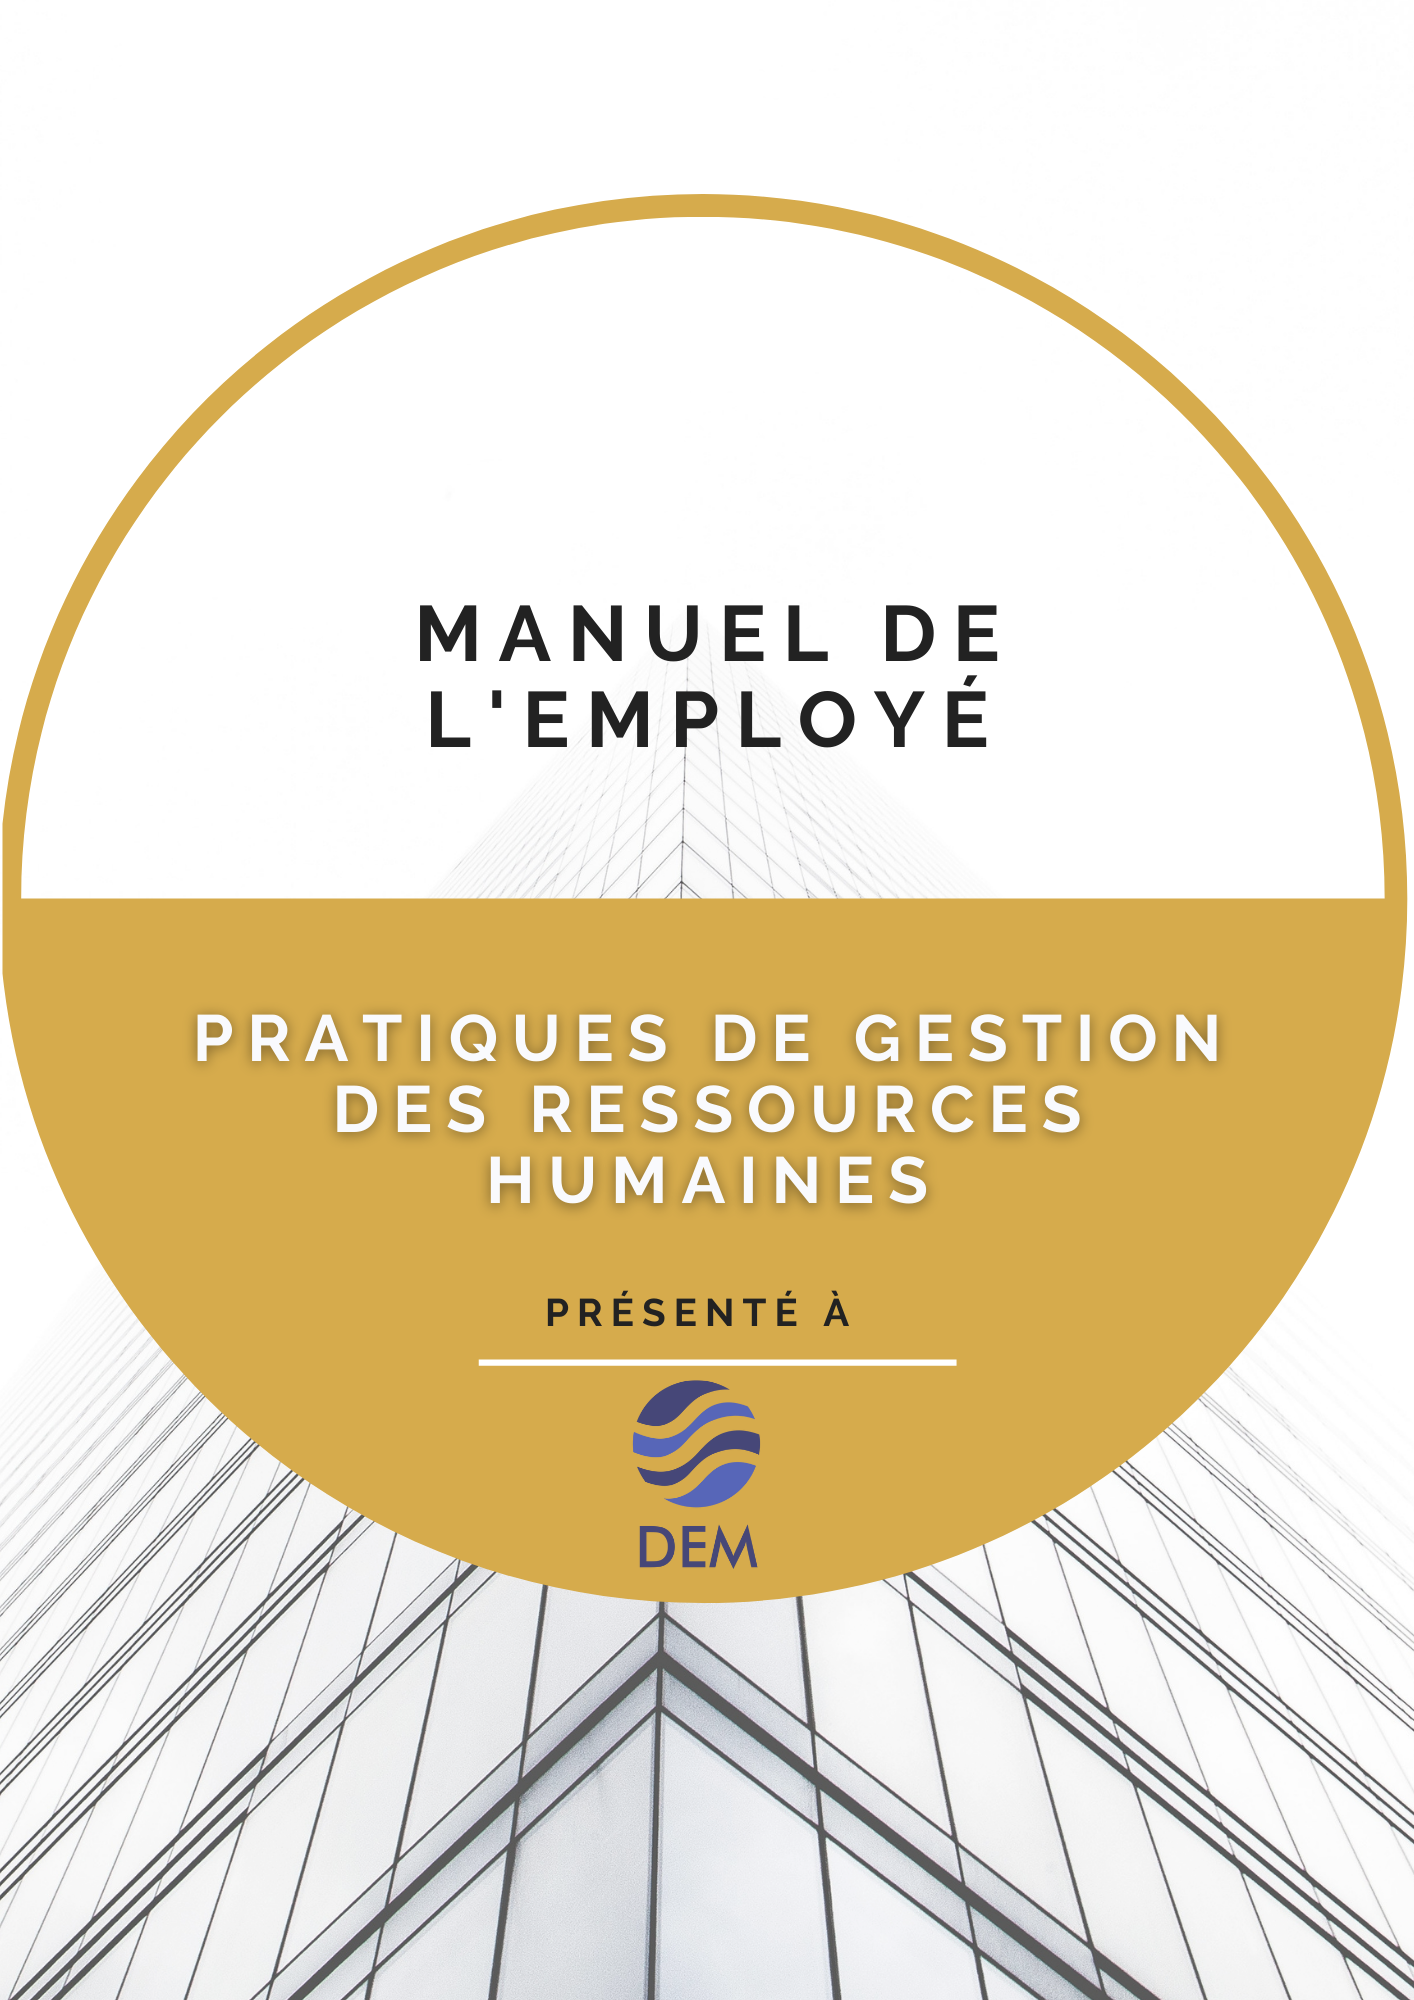 MANUEL DE
L'EMPLOYÉ
PRATIQUES DE GESTION
DES RESSOURCES
HUMAINES
PRÉSENTÉ À
DEM